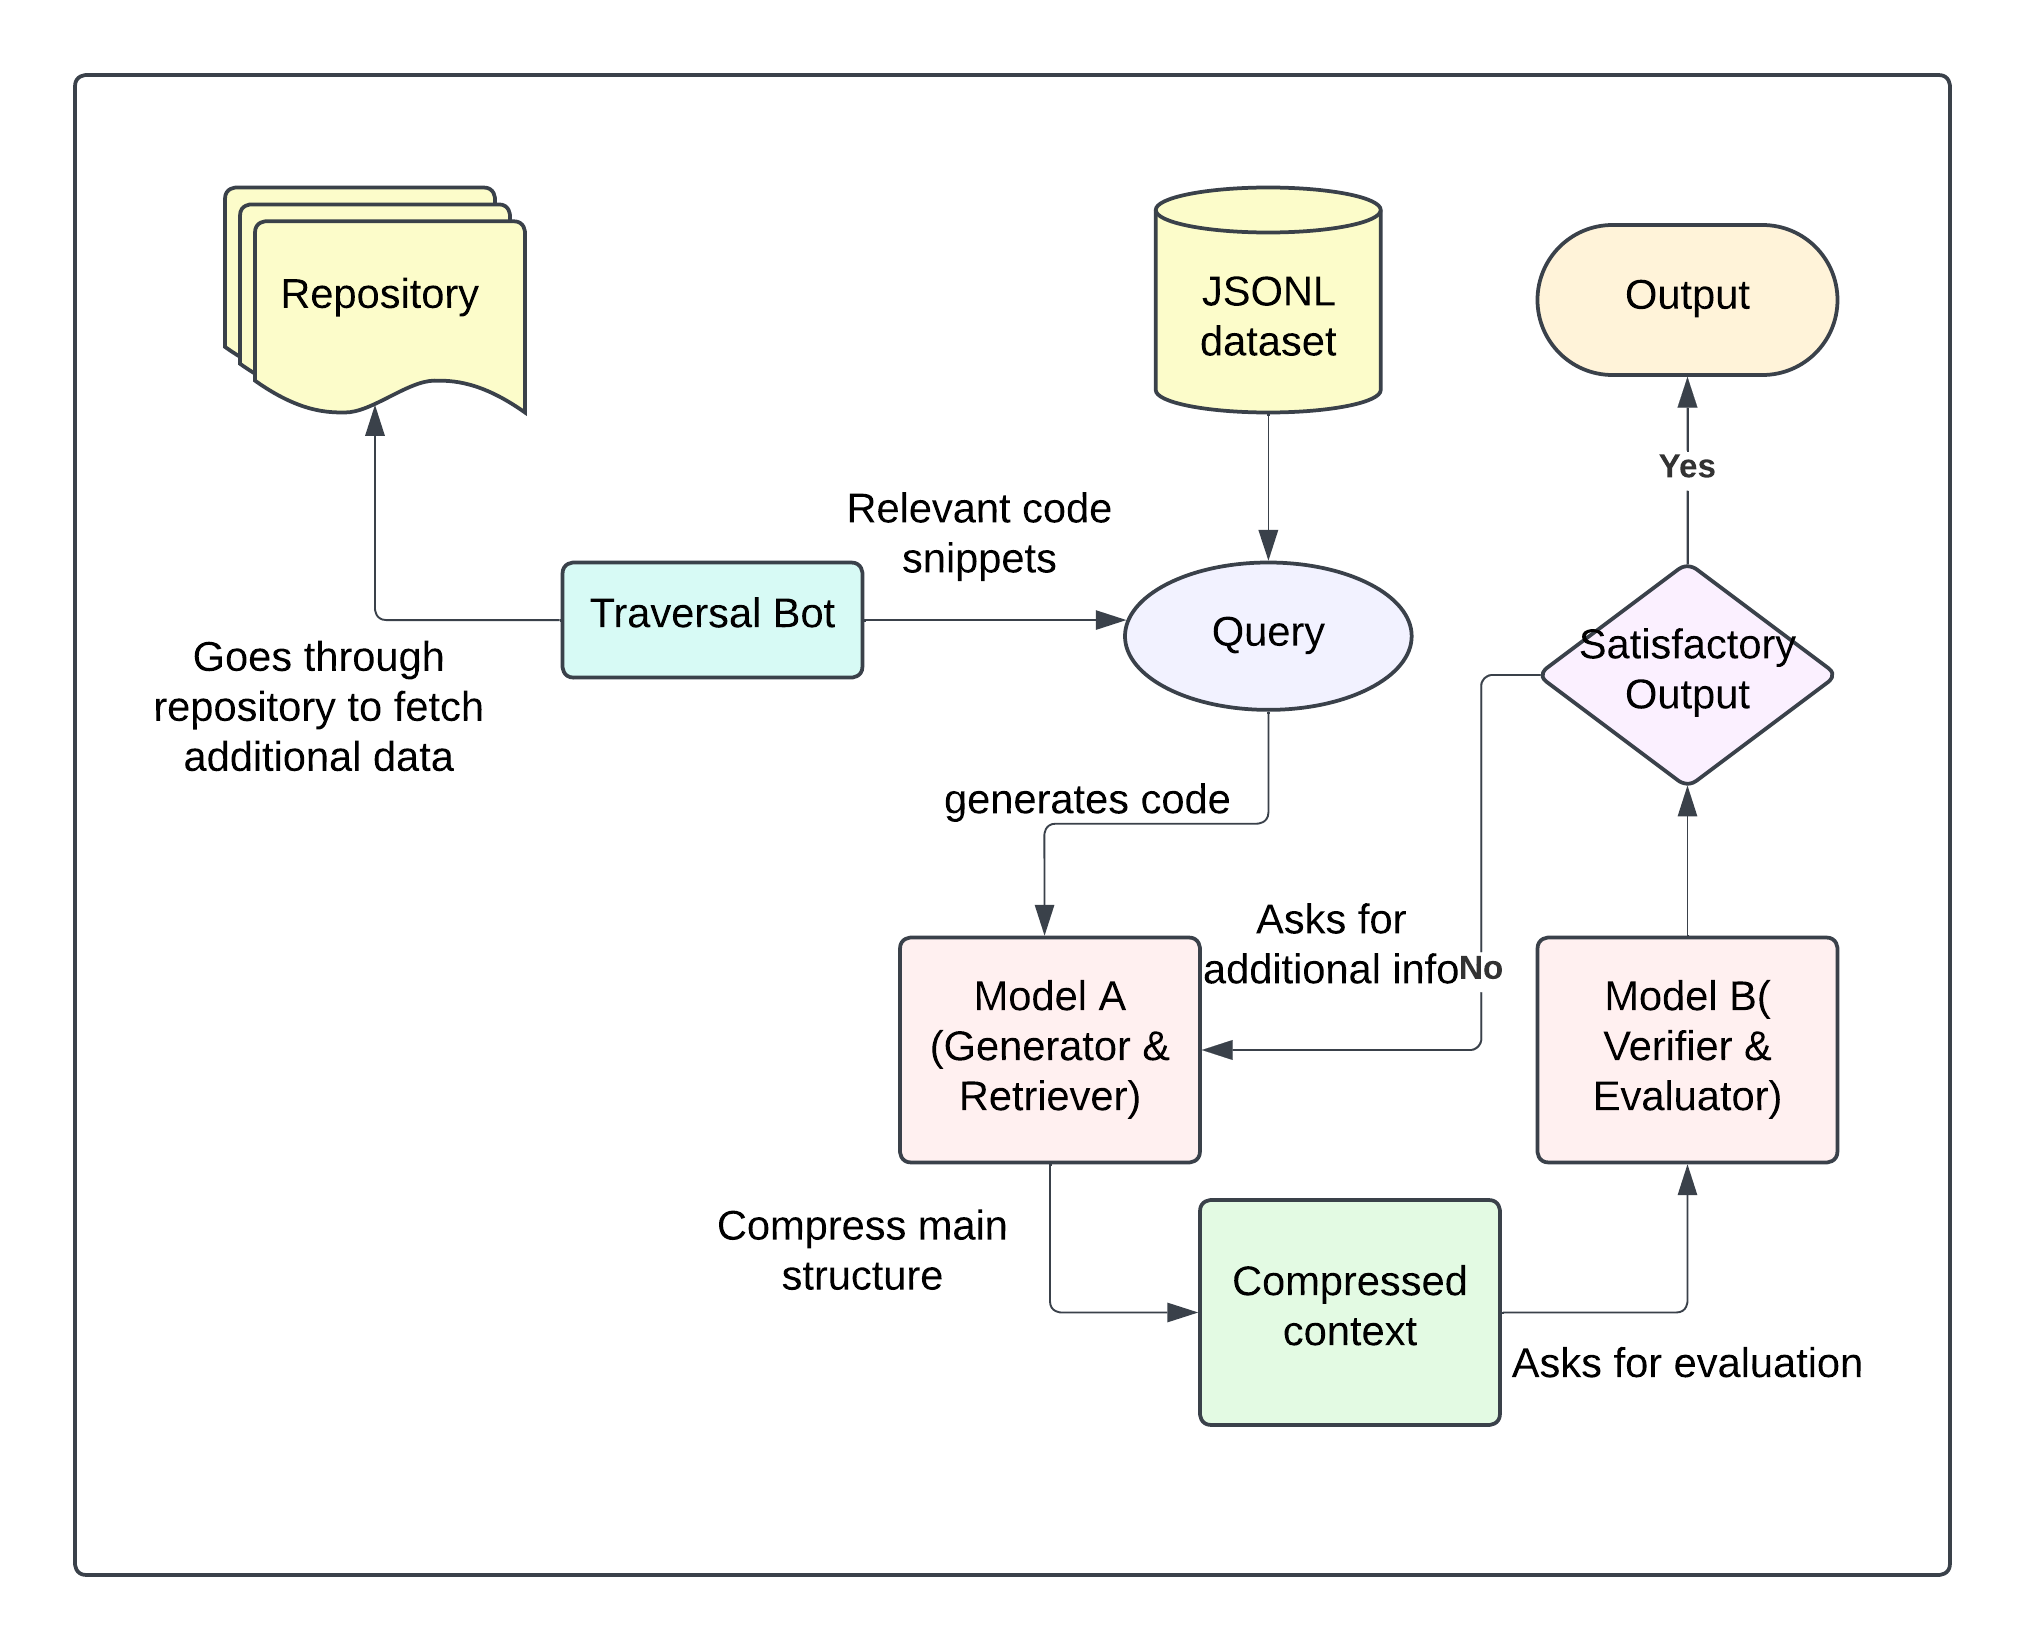 Repository
JSONL
dataset
Output
Yes
Relevant code
snippets
Traversal Bot
Query
Satisfactory
Output
Goes through
repository to fetch
additional data
generates code
Asks for
additional info
No
Model A
(Generator &
Retriever)
Model B(
Verifier &
Evaluator)
Compress main
structure
Compressed
context
Asks for evaluation